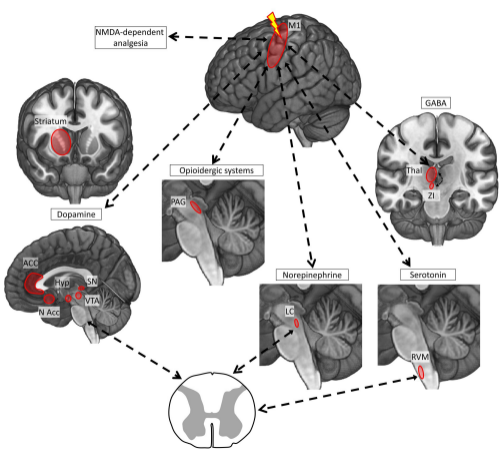 NMDA-dependent
analgesia
M1
GABA
Striatum
Opioidergic systems
Thal
ZI
PAG
Dopamine
ACC
Hyp
SN
N Acc
VTA
Norepinephrine
Serotonin
LC
RVM